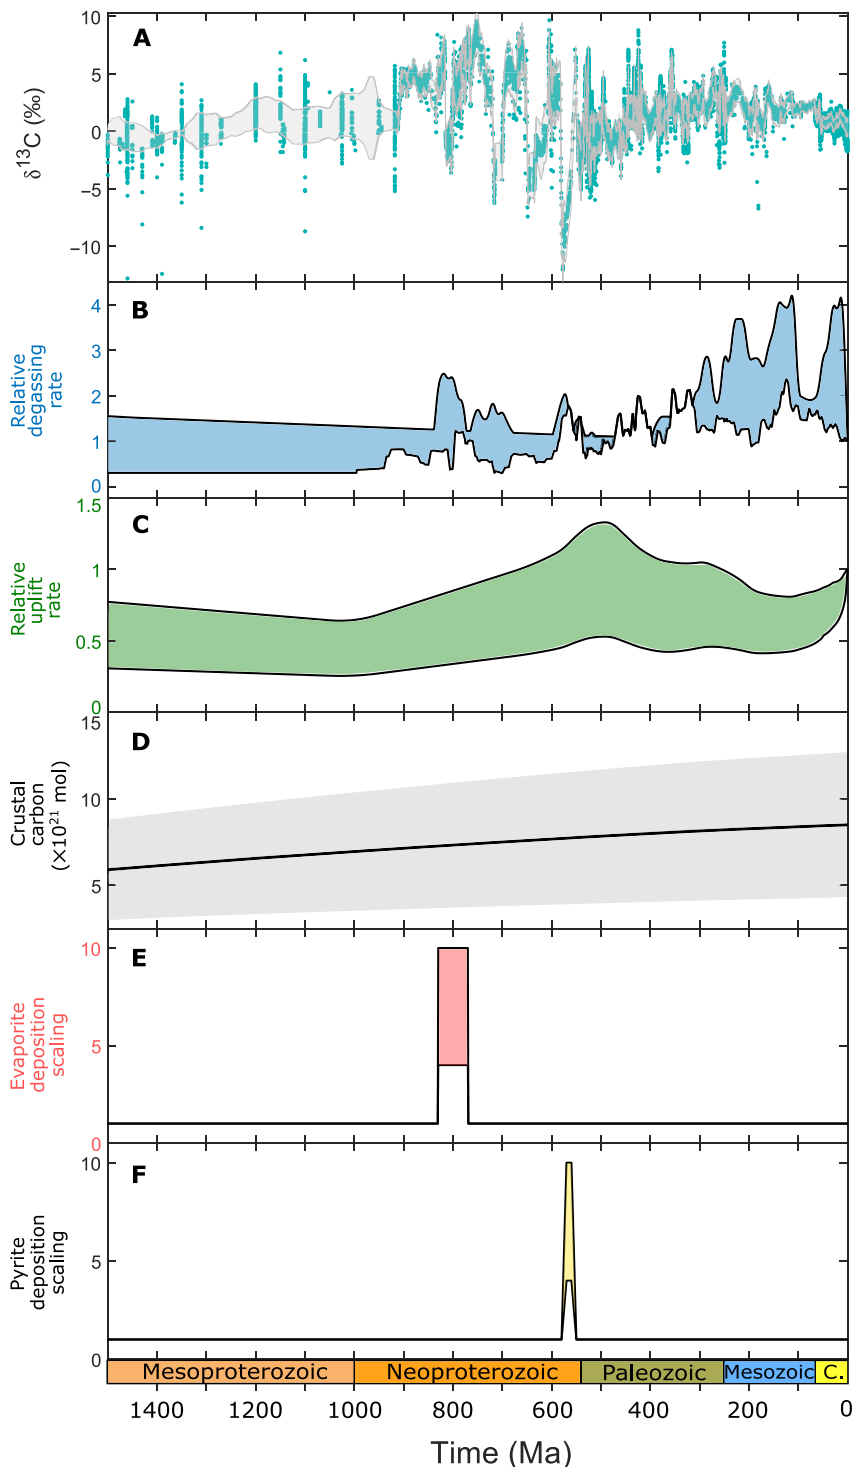 A
10
5
0
−5
−10
δ13C (‰)
B
4
3
2
1
0
Relative
degassing
rate
C
1.5
1
0.5
0
Relative
uplift
rate
D
15
10
5
Crustal
carbon
(×10²¹ mol)
E
10
5
0
Evaporite
deposition
scaling
F
10
5
0
Pyrite
deposition
scaling
Mesoproterozoic Neoproterozoic Paleozoic Mesozoic C.
1400 1200 1000 800 600 400 200 0
Time (Ma)